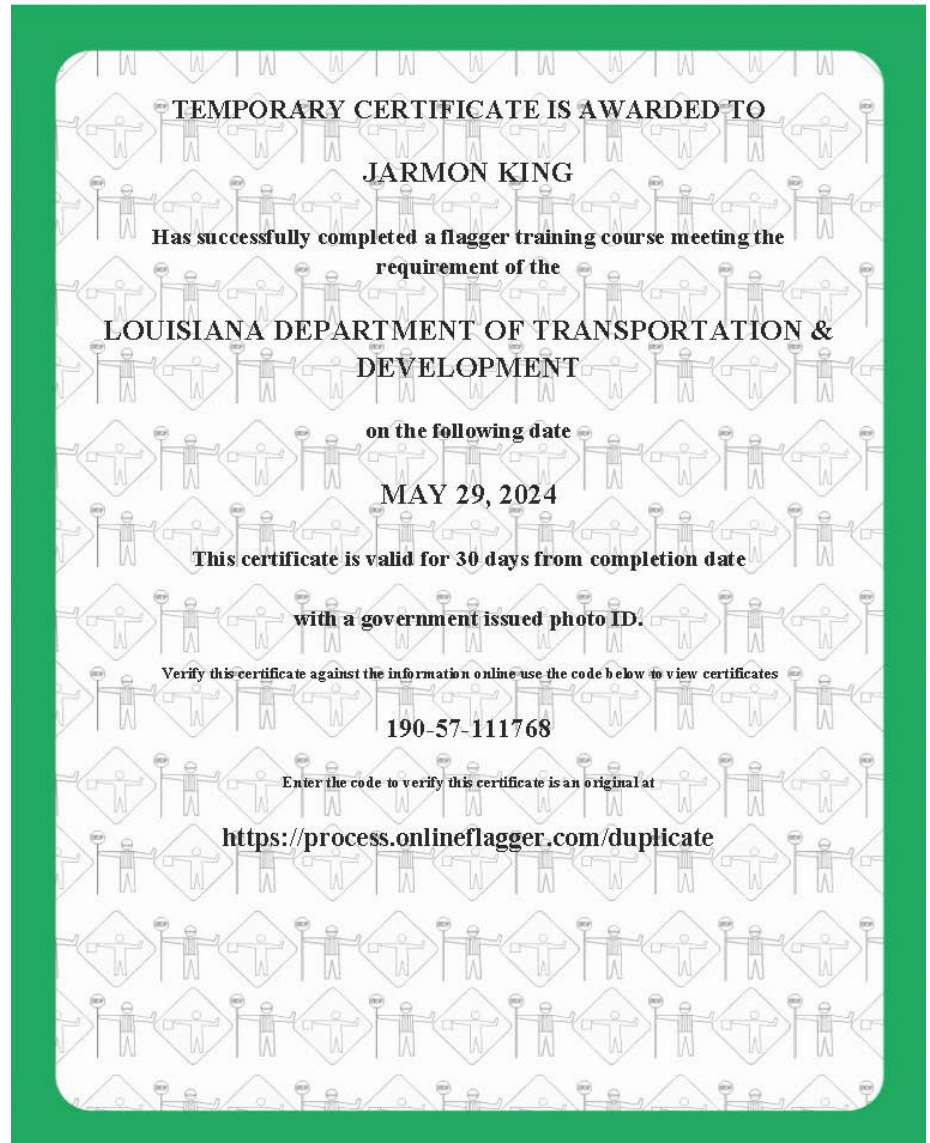 TEMPORARY CERTIFICATE IS AWARDED TO
JARMON KING
Has successfully completed a flagger training course meeting the
requirement of the
LOUISIANA DEPARTMENT OF TRANSPORTATION &
DEVELOPMENT
on the following date
MAY 29, 2024
This certificate is valid for 30 days from completion date
with a government issued photo ID.
Verify this certificate against the information online use the code below to view certificates
190-57-111768
Enter the code to verify this certificate is an original at
https://process.onlineflagger.com/duplicate